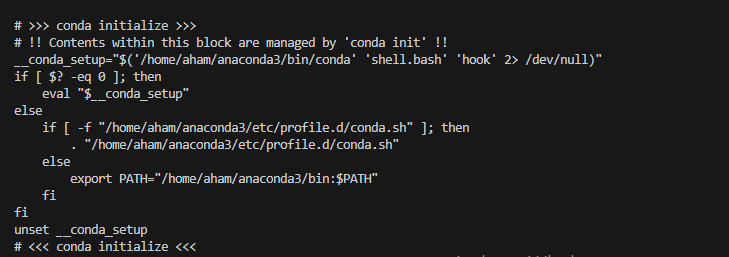 # >>> conda initialize >>>
# !! Contents within this block are managed by 'conda init' !!
__conda_setup="$('/home/aham/anaconda3/bin/conda' 'shell.bash' 'hook' 2> /dev/null)"
if [ $? -eq 0 ]; then
    eval "$__conda_setup"
else
    if [ -f "/home/aham/anaconda3/etc/profile.d/conda.sh" ]; then
        . "/home/aham/anaconda3/etc/profile.d/conda.sh"
    else
        export PATH="/home/aham/anaconda3/bin:$PATH"
    fi
fi
unset __conda_setup
# <<< conda initialize <<<